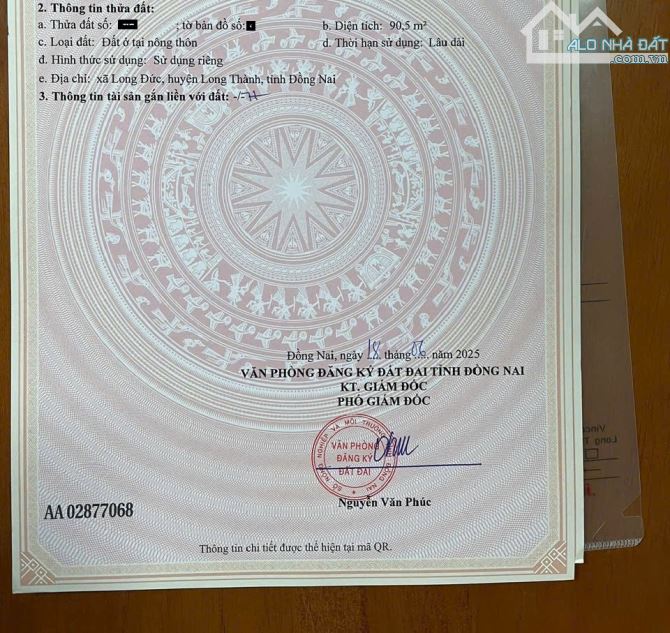 2. Thông tin thửa đất:
a. Thửa đất số: ; tờ bản đồ số: b. Diện tích: 90,5 m²
c. Loại đất: Đất ở tại nông thôn d. Thời hạn sử dụng: Lâu dài
đ. Hình thức sử dụng: Sử dụng riêng
e. Địa chỉ: xã Long Đức, huyện Long Thành, tỉnh Đồng Nai
3. Thông tin tài sản gắn liền với đất: -/-
ALO NHÀ ĐẤT
.com.vn
Đồng Nai, ngày 18 tháng 06 năm 2025
VĂN PHÒNG ĐĂNG KÝ ĐẤT ĐAI TỈNH ĐỒNG NAI
KT. GIÁM ĐỐC
PHÓ GIÁM ĐỐC
VĂN PHÒNG
ĐĂNG KÝ
ĐẤT ĐAI
Nguyễn Văn Phúc
AA 02877068
Thông tin chi tiết được thể hiện tại mã QR.